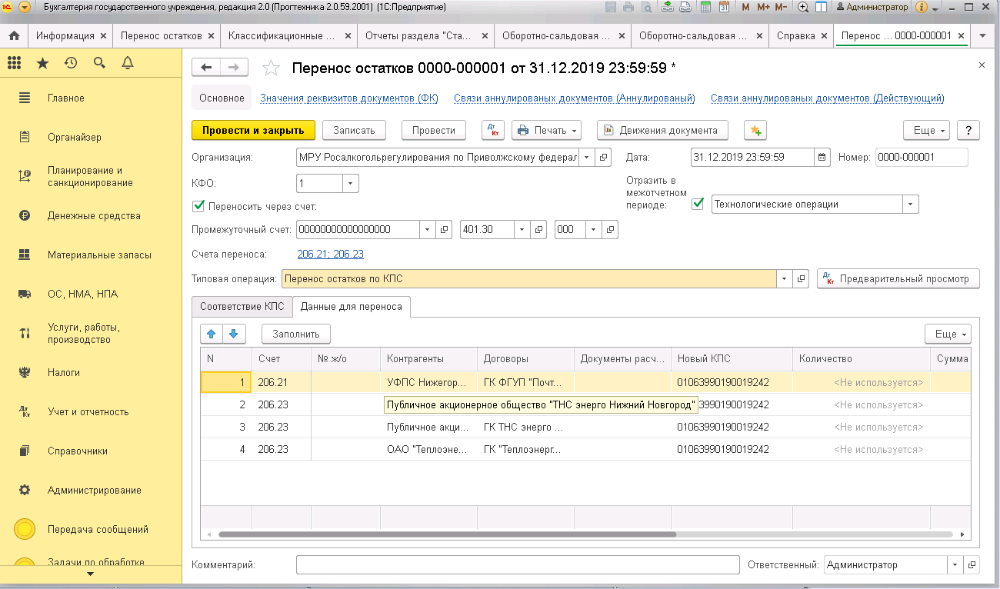 Бухгалтерия государственного учреждения, редакция 2.0 (Прогтехника 2.0.59.2001) (1С:Предприятие)
M M+ M- Администратор
Информация Перенос остатков Классификационные ... Отчеты раздела "Ста... Оборотно-сальдовая ... Оборотно-сальдовая ... Справка Перенос ... 0000-000001
Перенос остатков 0000-000001 от 31.12.2019 23:59:59 *
Основное Значения реквизитов документов (ФК) Связи аннулированых документов (Аннулированый) Связи аннулированых документов (Действующий)
Провести и закрыть Записать Провести Дт Кт Печать Движения документа Еще ?
Организация: МРУ Росалкогольрегулирования по Приволжскому федерал Дата: 31.12.2019 23:59:59 Номер: 0000-000001
КФО: 1 Отразить в межотчетном периоде: Технологические операции
Переносить через счет:
Промежуточный счет: 00000000000000000 401.30 000
Счета переноса: 206.21; 206.23
Типовая операция: Перенос остатков по КПС Дт Кт Предварительный просмотр
Соответствие КПС Данные для переноса
Заполнить Еще
N Счет № ж/о Контрагенты Договоры Документы расч... Новый КПС Количество Сумма
1 206.21 УФПС Нижегор... ГК ФГУП "Почт... 01063990190019242 <Не используется>
2 206.23 Публичное акционерное общество "ТНС энерго Нижний Новгород" 3990190019242 <Не используется>
3 206.23 Публичное акци... ГК ТНС энерго ... 01063990190019242 <Не используется>
4 206.23 ОАО "Теплоэне... ГК "Теплоэнерг... 01063990190019242 <Не используется>
Комментарий: Ответственный: Администратор
Главное
Органайзер
Планирование и
санкционирование
Денежные средства
Материальные запасы
ОС, НМА, НПА
Услуги, работы,
производство
Налоги
Дт Кт Учет и отчетность
Справочники
Администрирование
Передача сообщений
Задачи по обработке